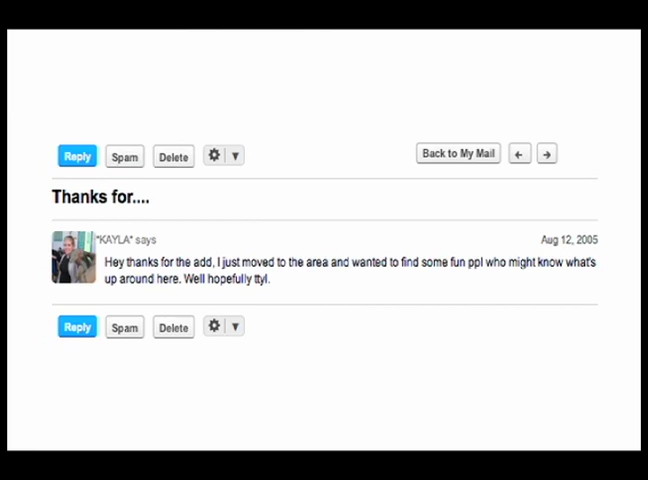 Reply Spam Delete Back to My Mail ← →
Thanks for....
*KAYLA* says Aug 12, 2005
Hey thanks for the add, I just moved to the area and wanted to find some fun ppl who might know what's
up around here. Well hopefully ttyl.
Reply Spam Delete